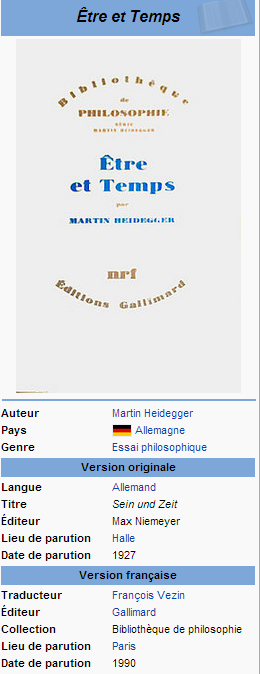 Être et Temps
Bibliothèque
de
PHILOSOPHIE
SÉRIE
MARTIN HEIDEGGER
Être
et Temps
par
MARTIN HEIDEGGER
nrf
Éditions Gallimard
Auteur Martin Heidegger
Pays Allemagne
Genre Essai philosophique
Version originale
Langue Allemand
Titre Sein und Zeit
Éditeur Max Niemeyer
Lieu de parution Halle
Date de parution 1927
Version française
Traducteur François Vezin
Éditeur Gallimard
Collection Bibliothèque de philosophie
Lieu de parution Paris
Date de parution 1990